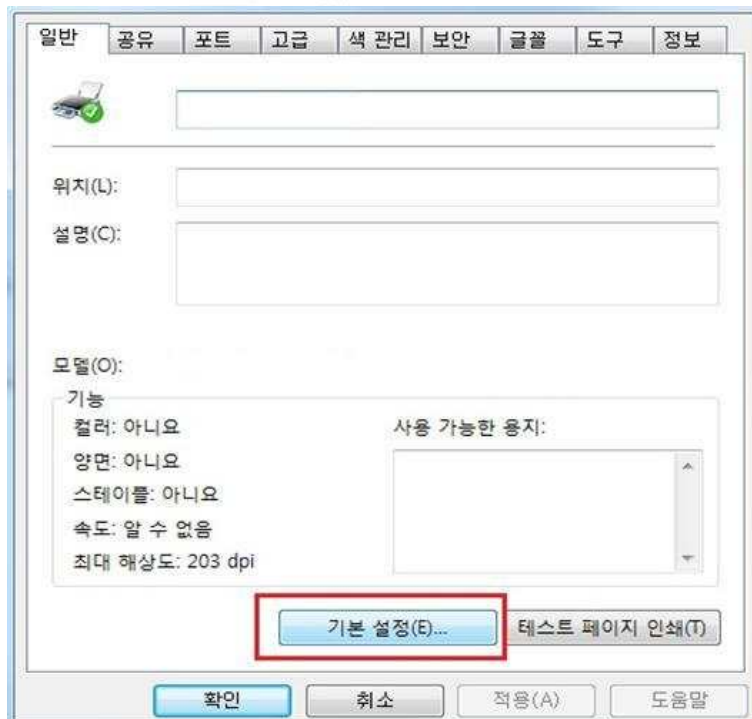 일반 공유 포트 고급 색 관리 보안 글꼴 도구 정보
위치(L):
설명(C):
모델(O):
기능
컬러: 아니요
양면: 아니요
스테이플: 아니요
속도: 알 수 없음
최대 해상도: 203 dpi
사용 가능한 용지:
기본 설정(E)... 테스트 페이지 인쇄(T)
확인 취소 적용(A) 도움말